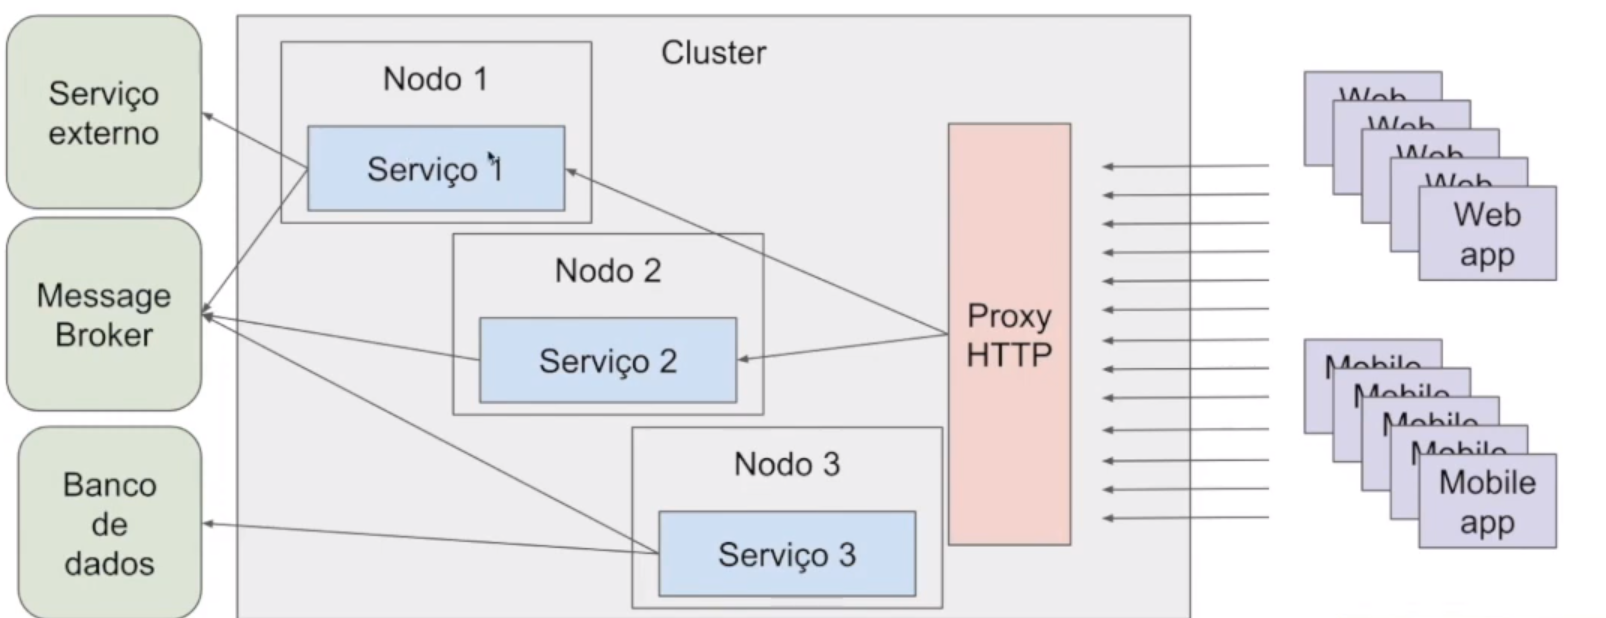 Cluster
Serviço
externo
Nodo 1
Serviço 1
Message
Broker
Nodo 2
Serviço 2
Banco
de
dados
Nodo 3
Serviço 3
Proxy
HTTP
Web
Web
Web
Web
Web
app
Mobile
Mobile
Mobile
Mobile
Mobile
app